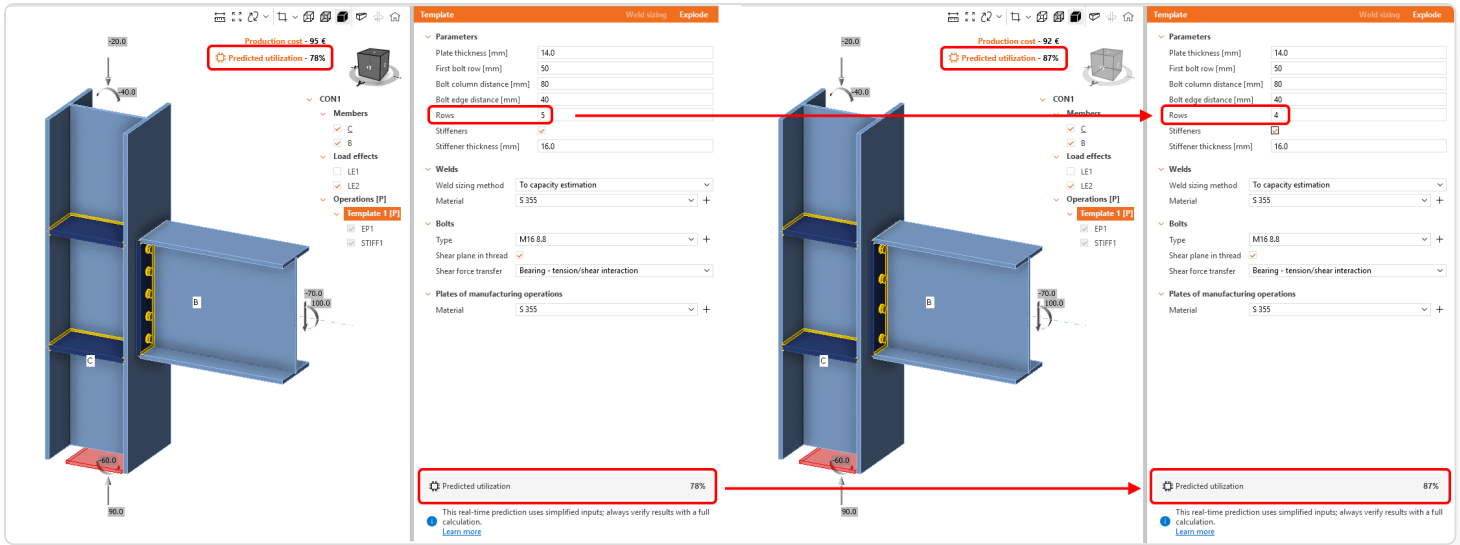 Production cost - 95 €
Predicted utilization - 78%
-20.0
-40.0
CON1
Members
C
B
Load effects
LE1
LE2
Operations [P]
Template 1 [P]
EP1
STIFF1
B
C
-70.0
100.0
-60.0
90.0
Template Weld sizing Explode
Parameters
Plate thickness [mm] 14.0
First bolt row [mm] 50
Bolt column distance [mm] 80
Bolt edge distance [mm] 40
Rows 5
Stiffeners
Stiffener thickness [mm] 16.0
Welds
Weld sizing method To capacity estimation
Material S 355
Bolts
Type M16 8.8
Shear plane in thread
Shear force transfer Bearing - tension/shear interaction
Plates of manufacturing operations
Material S 355
Predicted utilization 78%
This real-time prediction uses simplified inputs; always verify results with a full
calculation.
Learn more
Production cost - 92 €
Predicted utilization - 87%
-20.0
-40.0
CON1
Members
C
B
Load effects
LE1
LE2
Operations [P]
Template 1 [P]
EP1
STIFF1
B
C
-70.0
100.0
-60.0
90.0
Template Weld sizing Explode
Parameters
Plate thickness [mm] 14.0
First bolt row [mm] 50
Bolt column distance [mm] 80
Bolt edge distance [mm] 40
Rows 4
Stiffeners
Stiffener thickness [mm] 16.0
Welds
Weld sizing method To capacity estimation
Material S 355
Bolts
Type M16 8.8
Shear plane in thread
Shear force transfer Bearing - tension/shear interaction
Plates of manufacturing operations
Material S 355
Predicted utilization 87%
This real-time prediction uses simplified inputs; always verify results with a full
calculation.
Learn more